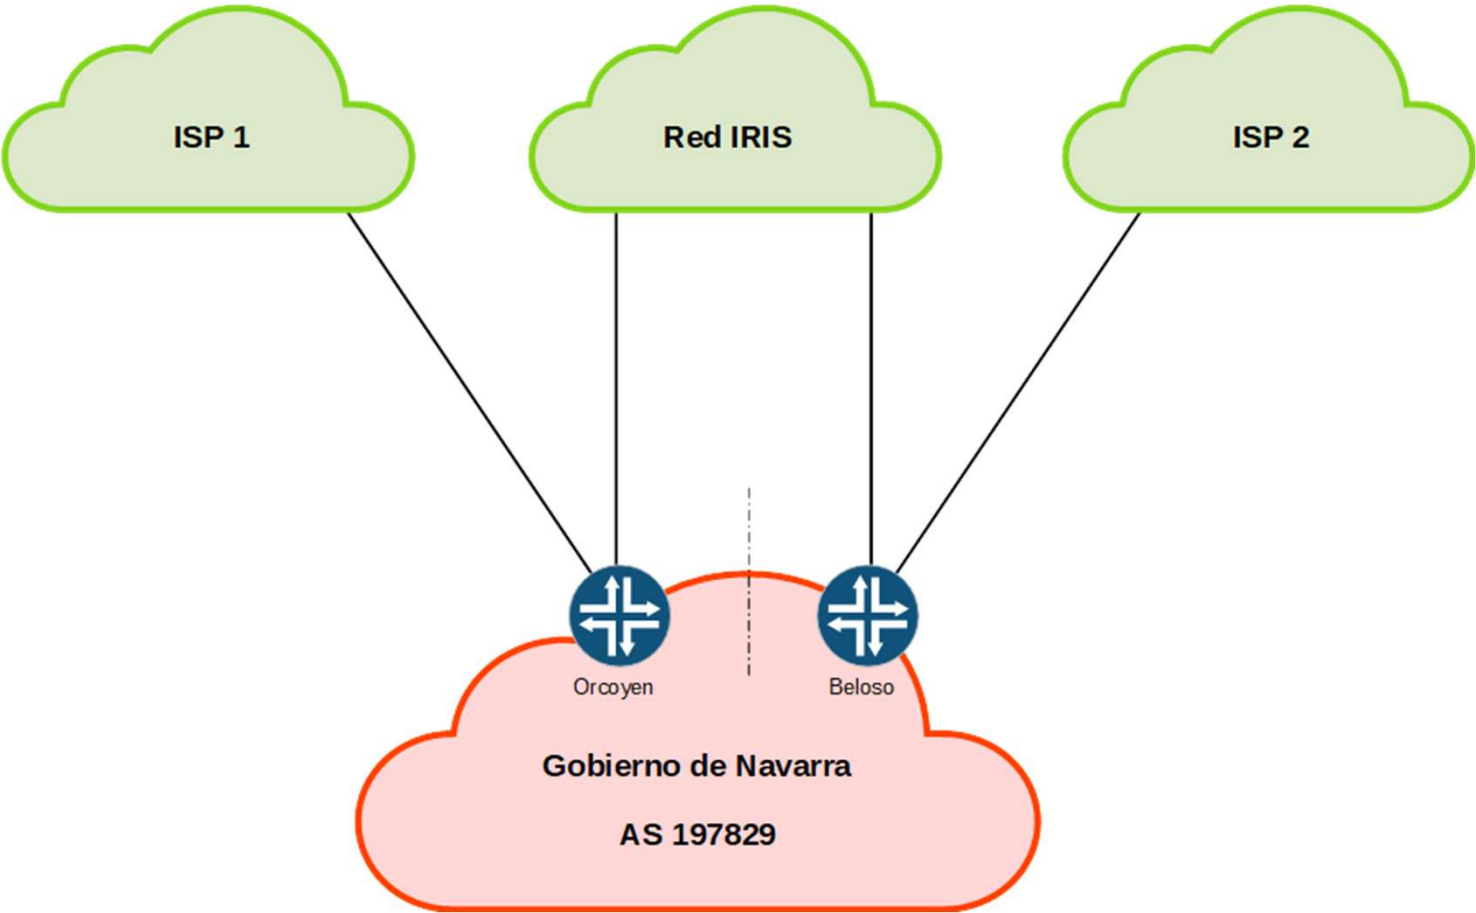 ISP 1
Red IRIS
ISP 2
Orcoyen
Beloso
Gobierno de Navarra
AS 197829